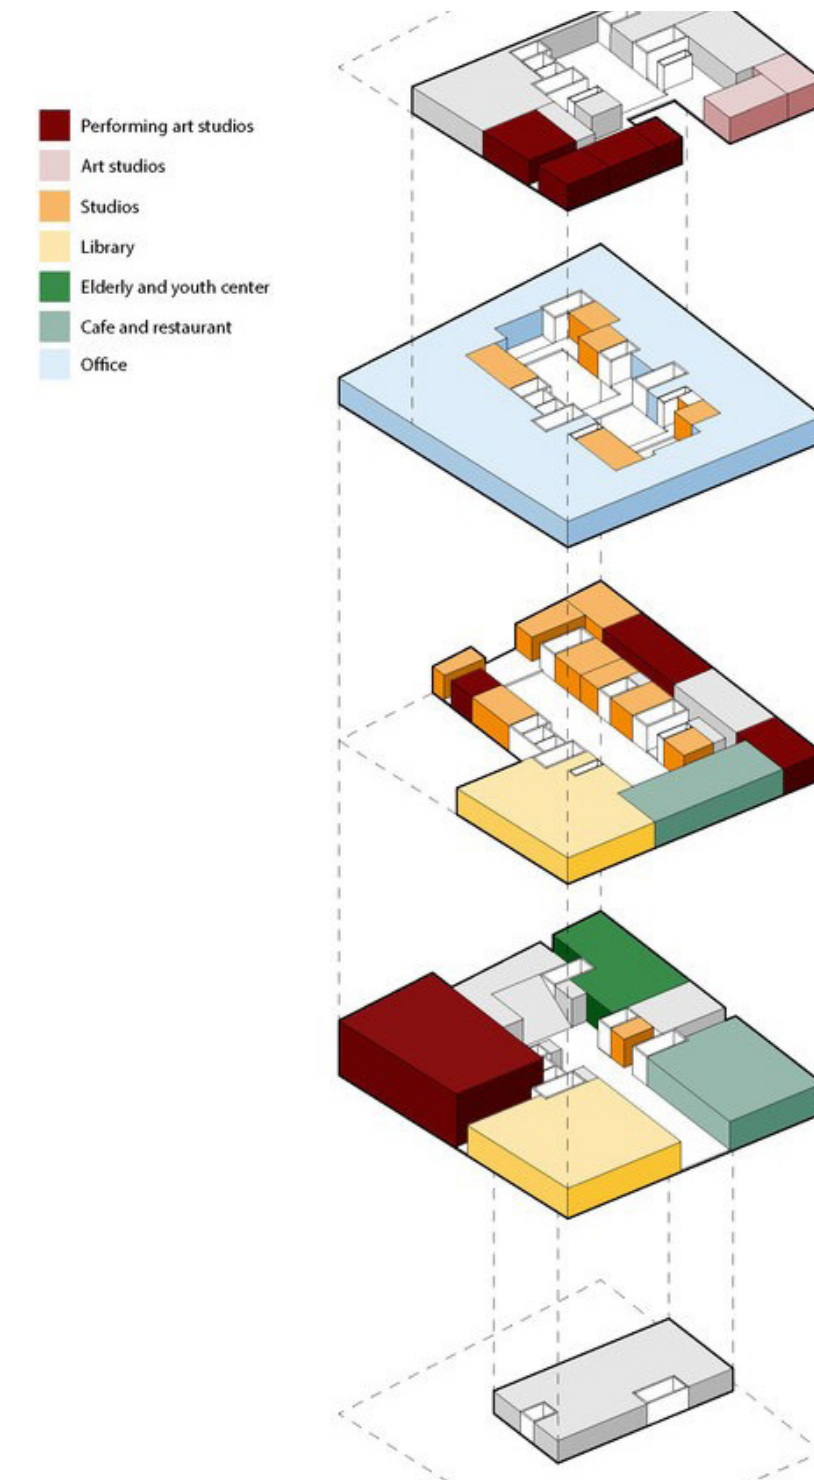 Performing art studios
Art studios
Studios
Library
Elderly and youth center
Cafe and restaurant
Office